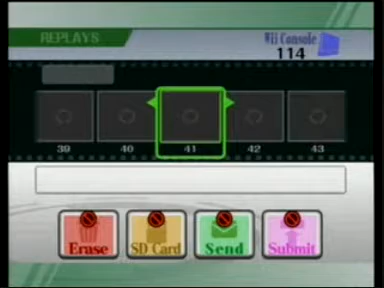 REPLAYS
Wii Console
114
39 40 41 42 43
Erase SD Card Send Submit